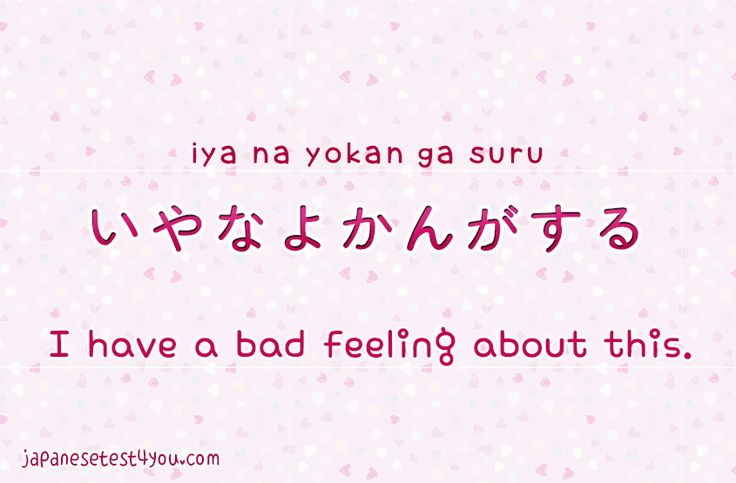 iya na yokan ga suru
いやなよかんがする
I have a bad feeling about this.
japanesetest4you.com